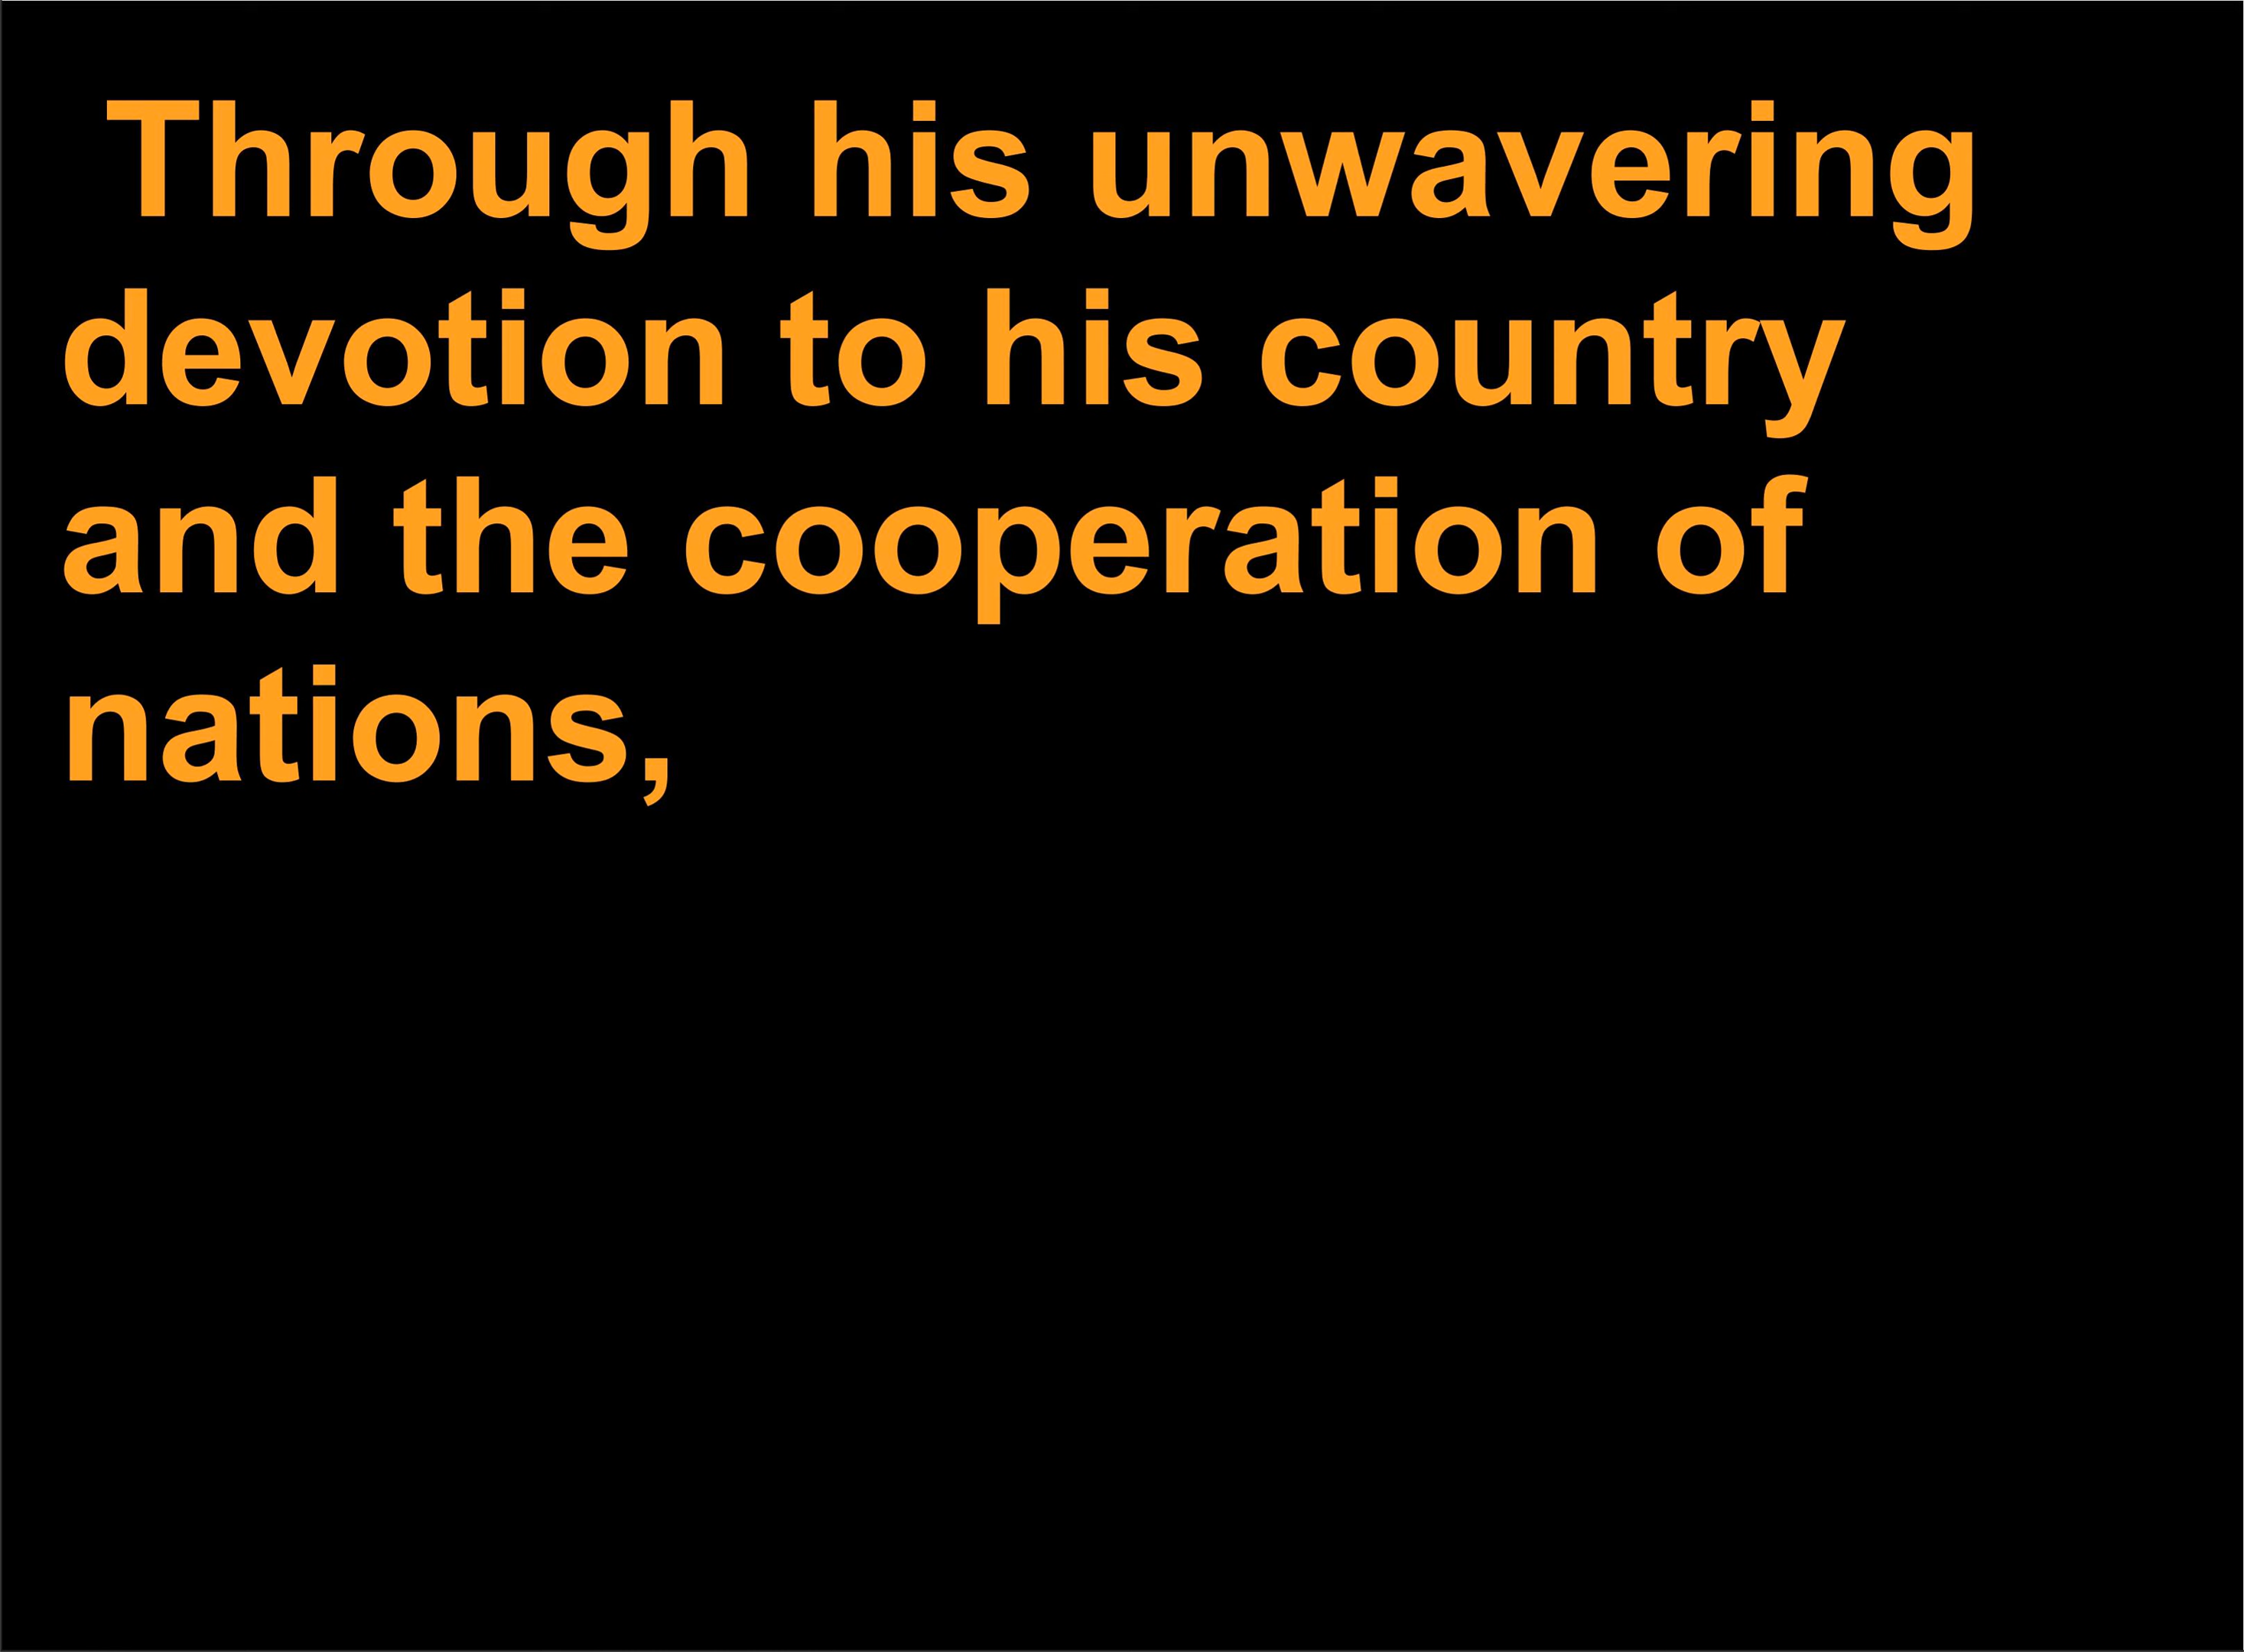 Through his unwavering
devotion to his country
and the cooperation of
nations,